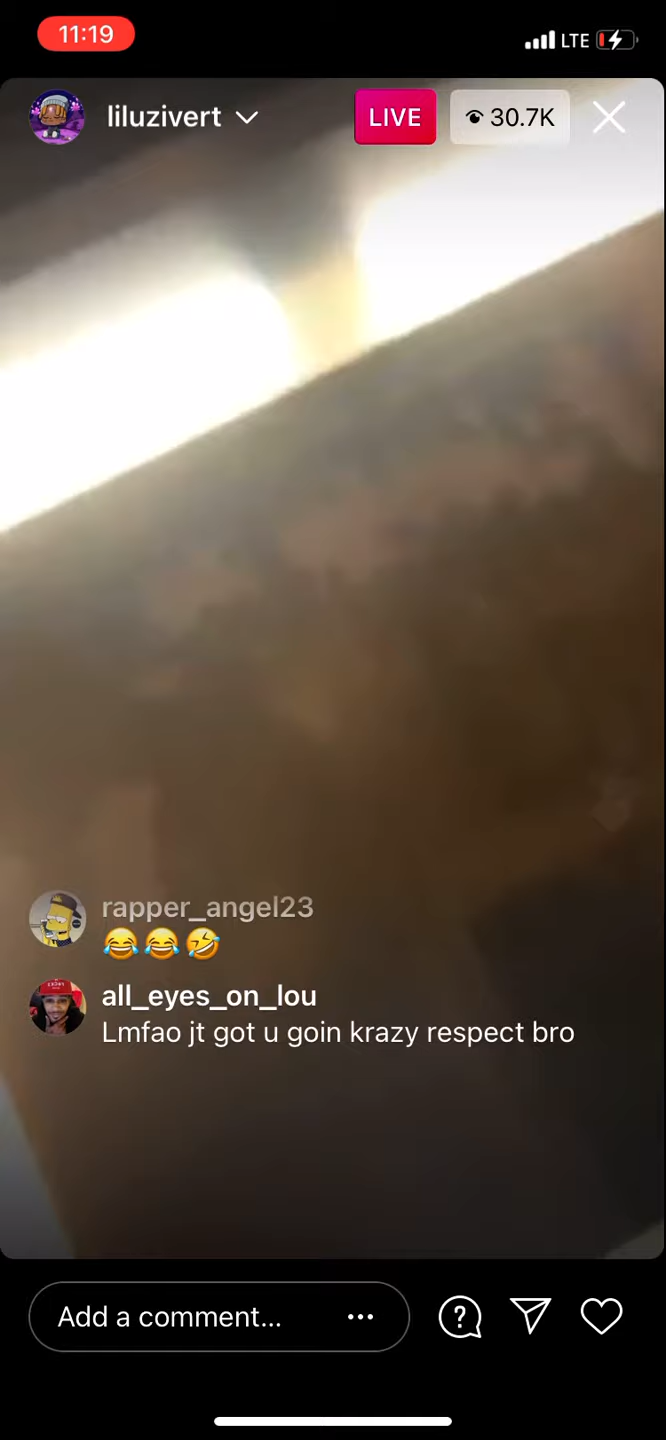 11:19
LTE
liluzivert
LIVE
30.7K
rapper_angel23
😂😂🤣
all_eyes_on_lou
Lmfao jt got u goin krazy respect bro
Add a comment...